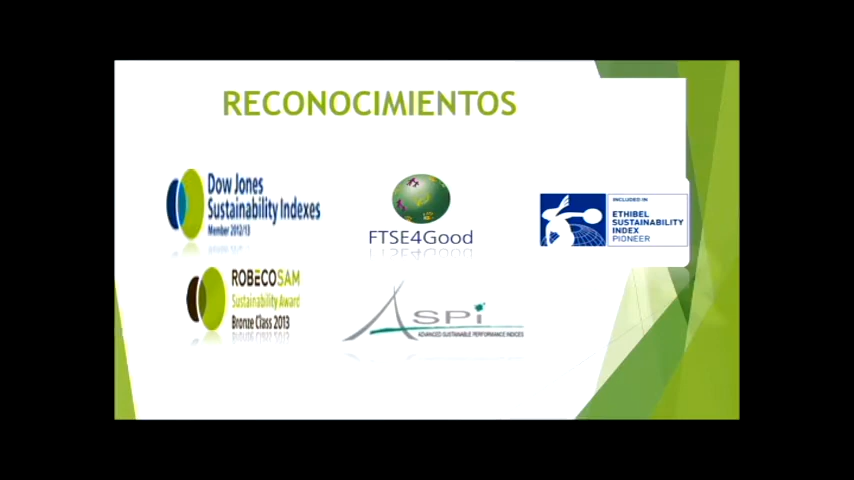 RECONOCIMIENTOS
Dow Jones
Sustainability Indexes
Member 2012/13
FTSE4Good
INCLUDED IN
ETHIBEL
SUSTAINABILITY
INDEX
PIONEER
ROBECOSAM
Sustainability Award
Bronze Class 2013
ASPi
ADVANCED SUSTAINABLE PERFORMANCE INDICES